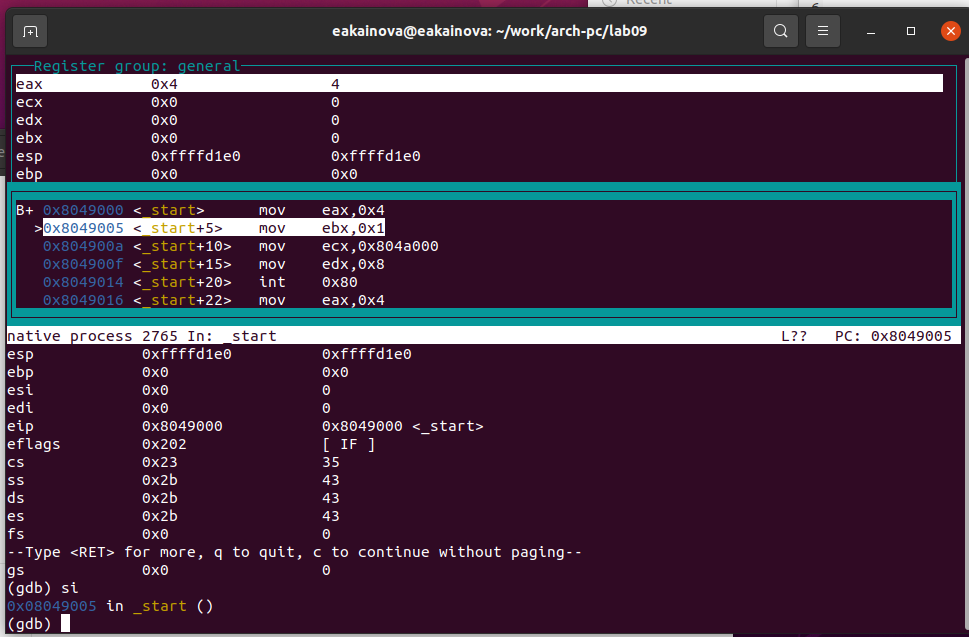 Recent
eakainova@eakainova: ~/work/arch-pc/lab09
Register group: general
eax 0x4 4
ecx 0x0 0
edx 0x0 0
ebx 0x0 0
esp 0xffffd1e0 0xffffd1e0
ebp 0x0 0x0
B+ 0x8049000 <_start> mov eax,0x4
>0x8049005 <_start+5> mov ebx,0x1
0x804900a <_start+10> mov ecx,0x804a000
0x804900f <_start+15> mov edx,0x8
0x8049014 <_start+20> int 0x80
0x8049016 <_start+22> mov eax,0x4
native process 2765 In: _start L?? PC: 0x8049005
esp 0xffffd1e0 0xffffd1e0
ebp 0x0 0x0
esi 0x0 0
edi 0x0 0
eip 0x8049000 0x8049000 <_start>
eflags 0x202 [ IF ]
cs 0x23 35
ss 0x2b 43
ds 0x2b 43
es 0x2b 43
fs 0x0 0
--Type <RET> for more, q to quit, c to continue without paging--
gs 0x0 0
(gdb) si
0x08049005 in _start ()
(gdb)